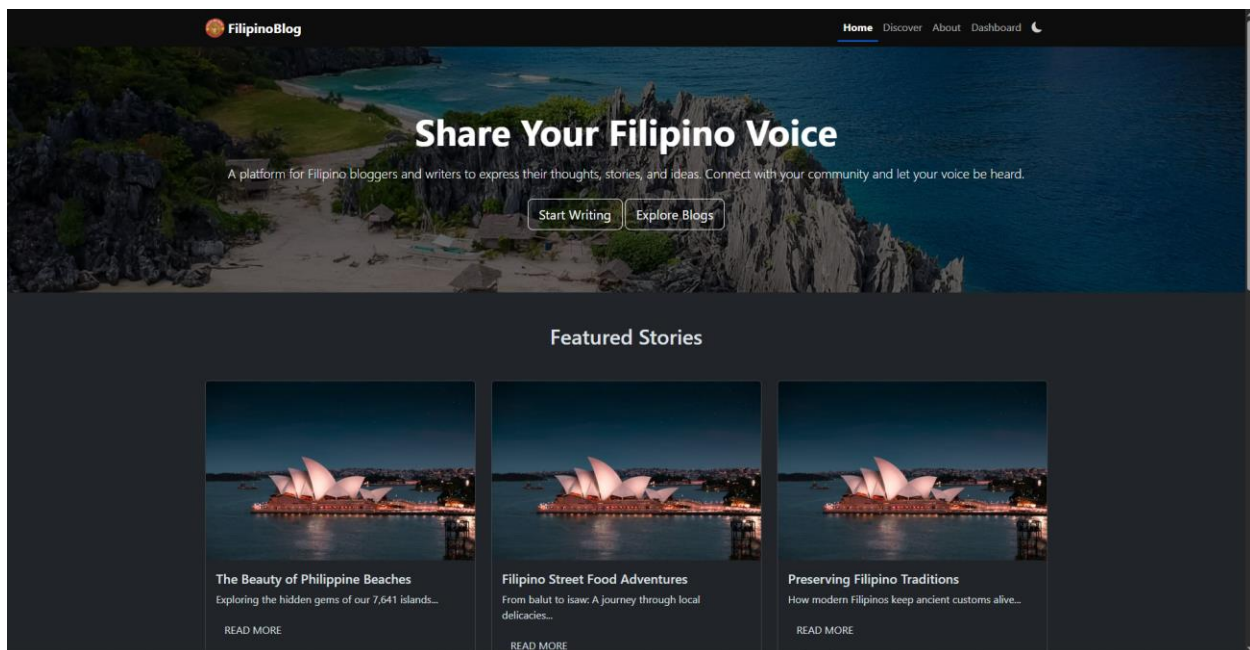 FilipinoBlog
Home Discover About Dashboard
Share Your Filipino Voice
A platform for Filipino bloggers and writers to express their thoughts, stories, and ideas. Connect with your community and let your voice be heard.
Start Writing Explore Blogs
Featured Stories
The Beauty of Philippine Beaches
Exploring the hidden gems of our 7,641 islands...
READ MORE
Filipino Street Food Adventures
From balut to isaw: A journey through local
delicacies...
READ MORE
Preserving Filipino Traditions
How modern Filipinos keep ancient customs alive...
READ MORE